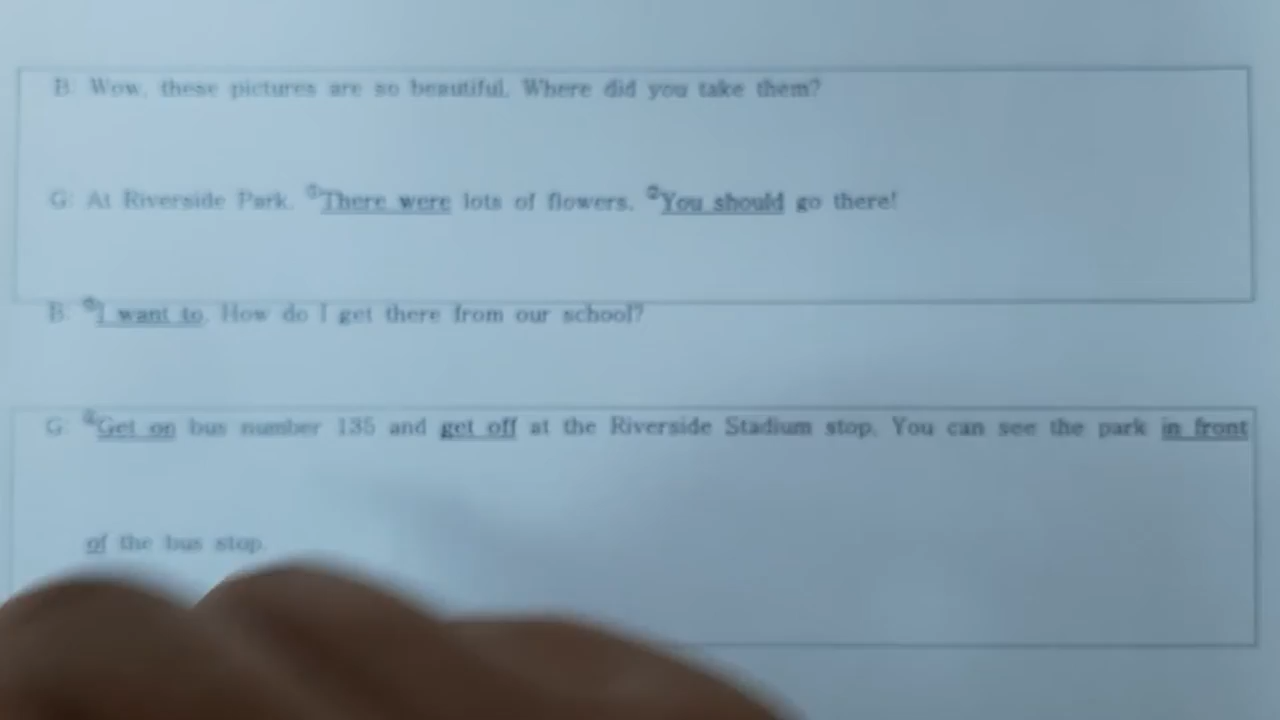 B: Wow, these pictures are so beautiful. Where did you take them?
G: At Riverside Park. ①There were lots of flowers. ②You should go there!
B: ③I want to. How do I get there from our school?
G: ④Get on bus number 135 and get off at the Riverside Stadium stop. You can see the park in front
of the bus stop.